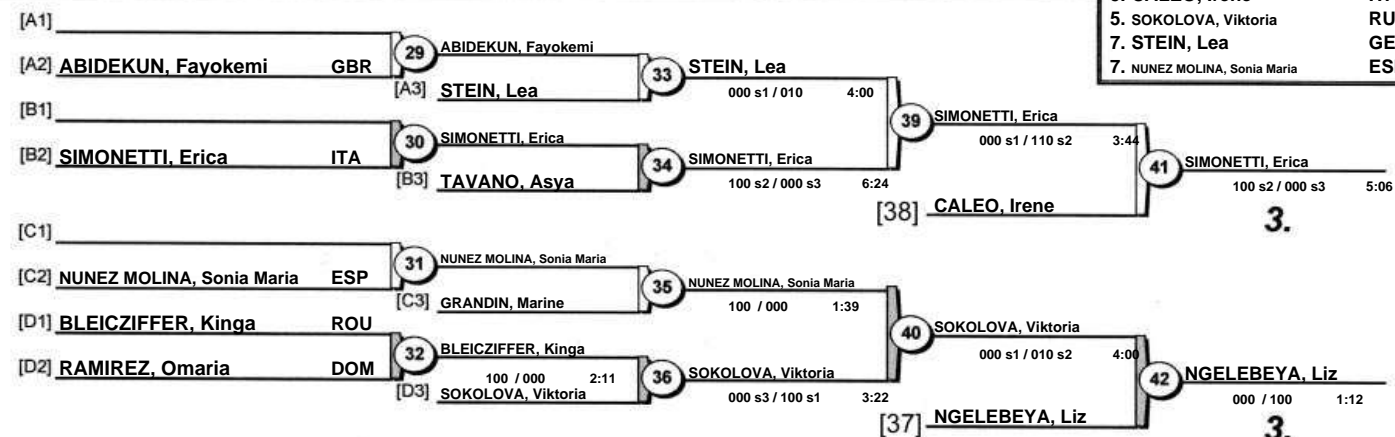 5. SOKOLOVA, Viktoria RU
7. STEIN, Lea GE
7. NUNEZ MOLINA, Sonia Maria ES
[A1]
[A2] ABIDEKUN, Fayokemi GBR
29 ABIDEKUN, Fayokemi
[A3] STEIN, Lea
33 STEIN, Lea
000 s1 / 010 4:00
[B1]
[B2] SIMONETTI, Erica ITA
30 SIMONETTI, Erica
[B3] TAVANO, Asya
34 SIMONETTI, Erica
100 s2 / 000 s3 6:24
39 SIMONETTI, Erica
000 s1 / 110 s2 3:44
[38] CALEO, Irene
41 SIMONETTI, Erica
100 s2 / 000 s3 5:06
3.
[C1]
[C2] NUNEZ MOLINA, Sonia Maria ESP
31 NUNEZ MOLINA, Sonia Maria
[C3] GRANDIN, Marine
35 NUNEZ MOLINA, Sonia Maria
100 / 000 1:39
[D1] BLEICZIFFER, Kinga ROU
[D2] RAMIREZ, Omaria DOM
32 BLEICZIFFER, Kinga
100 / 000 2:11
[D3] SOKOLOVA, Viktoria
36 SOKOLOVA, Viktoria
000 s3 / 100 s1 3:22
40 SOKOLOVA, Viktoria
000 s1 / 010 s2 4:00
[37] NGELEBEYA, Liz
42 NGELEBEYA, Liz
000 / 100 1:12
3.